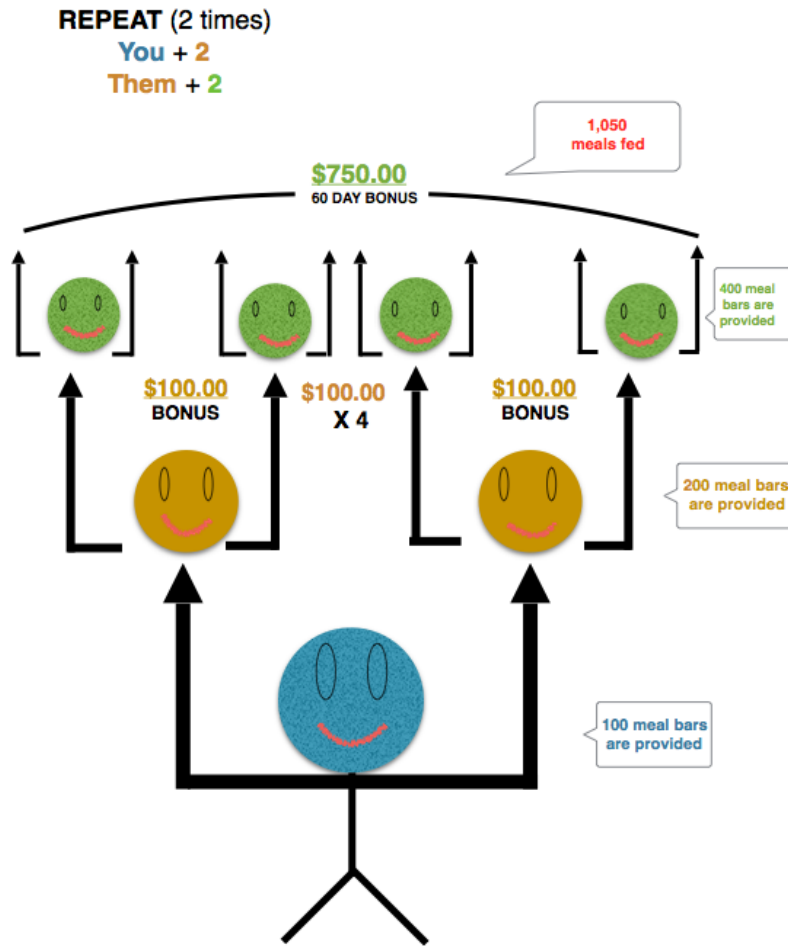 REPEAT (2 times)
You + 2
Them + 2
1,050
meals fed
$750.00
60 DAY BONUS
400 meal
bars are
provided
$100.00
BONUS
$100.00
X 4
$100.00
BONUS
200 meal bars
are provided
100 meal bars
are provided